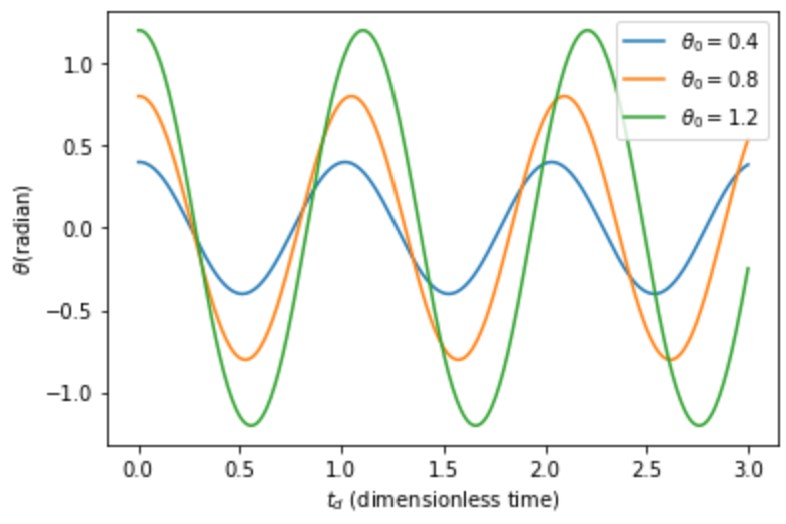 θ₀ = 0.4
θ₀ = 0.8
θ₀ = 1.2
1.0
0.5
0.0
−0.5
−1.0
θ(radian)
0.0 0.5 1.0 1.5 2.0 2.5 3.0
t_d (dimensionless time)